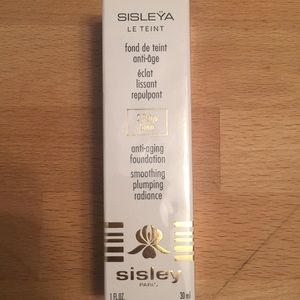 SISLEŸA
LE TEINT
fond de teint
anti-âge
éclat
lissant
repulpant
anti-aging
foundation
smoothing
plumping
radiance
sisley
PARIS
1 FL.OZ. 30 ml